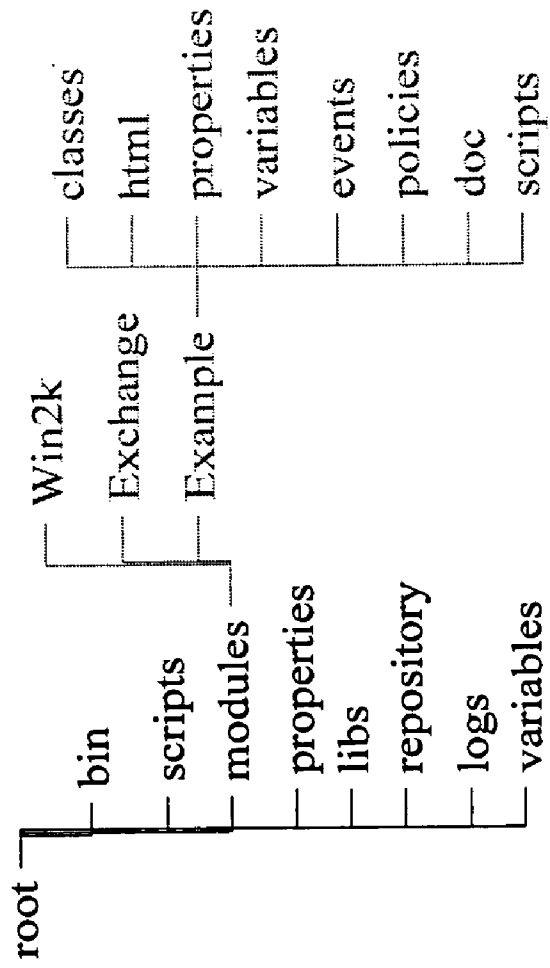 root
bin
scripts
modules
properties
libs
repository
logs
variables
Win2k
Exchange
Example
classes
html
properties
variables
events
policies
doc
scripts